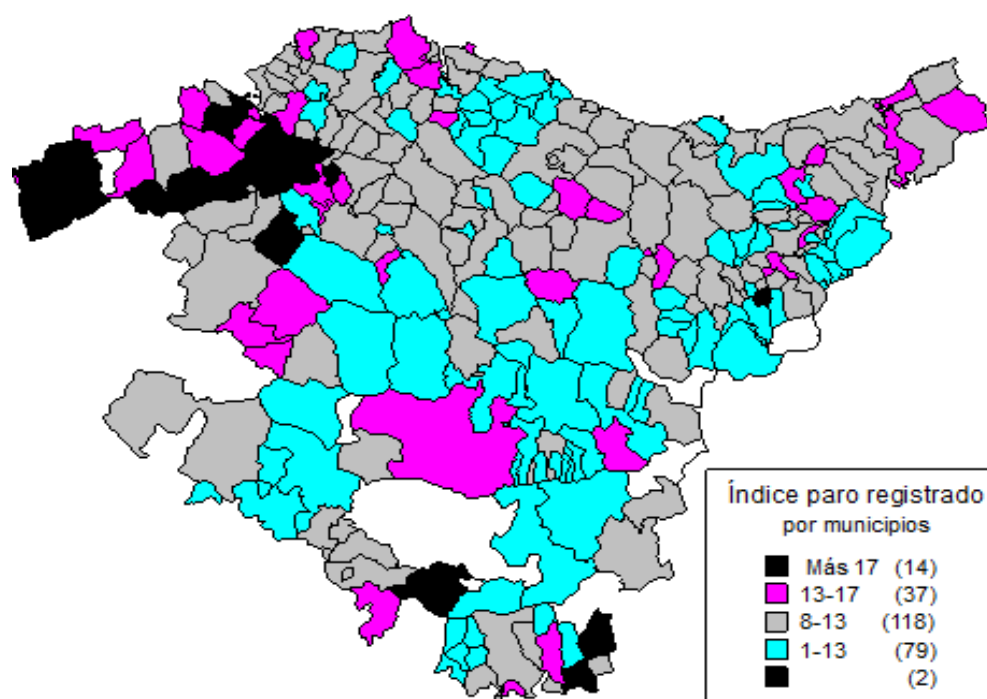 Índice paro registrado
por municipios
Más 17 (14)
13-17 (37)
8-13 (118)
1-13 (79)
(2)